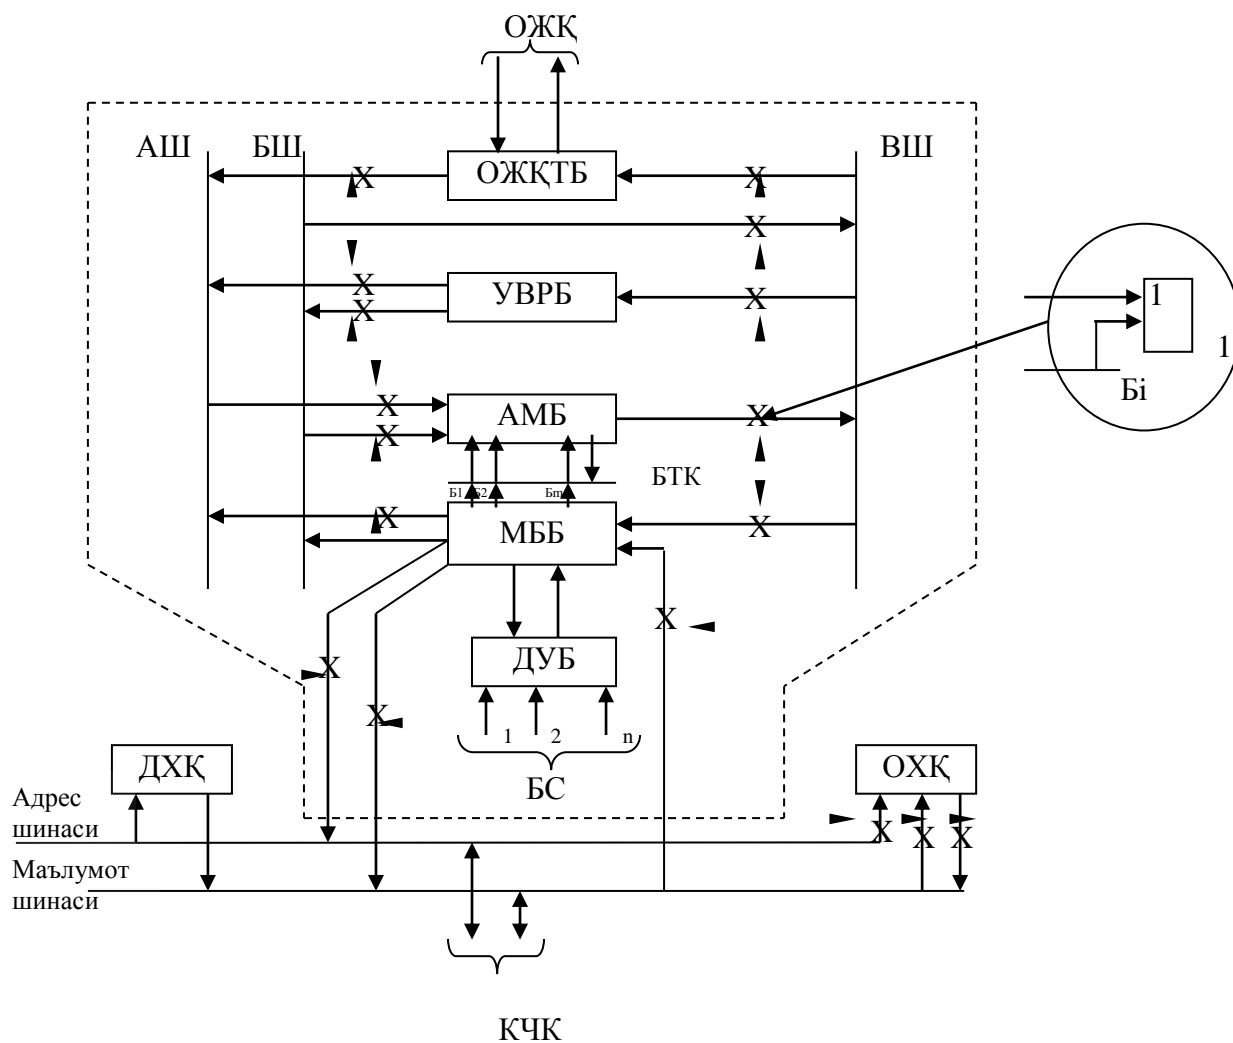 ОЖҚ
АШ
БШ
ВШ
ОЖҚТБ
X
X
X
УВРБ
X
X
X
1
1
Бi
АМБ
X
X
X
БТК
Б1
Б2
Бm
МББ
X
X
X
ДУБ
X
X
1
2
n
БС
ДХҚ
ОХҚ
Адрес
шинаси
X
X
X
Маълумот
шинаси
КЧК